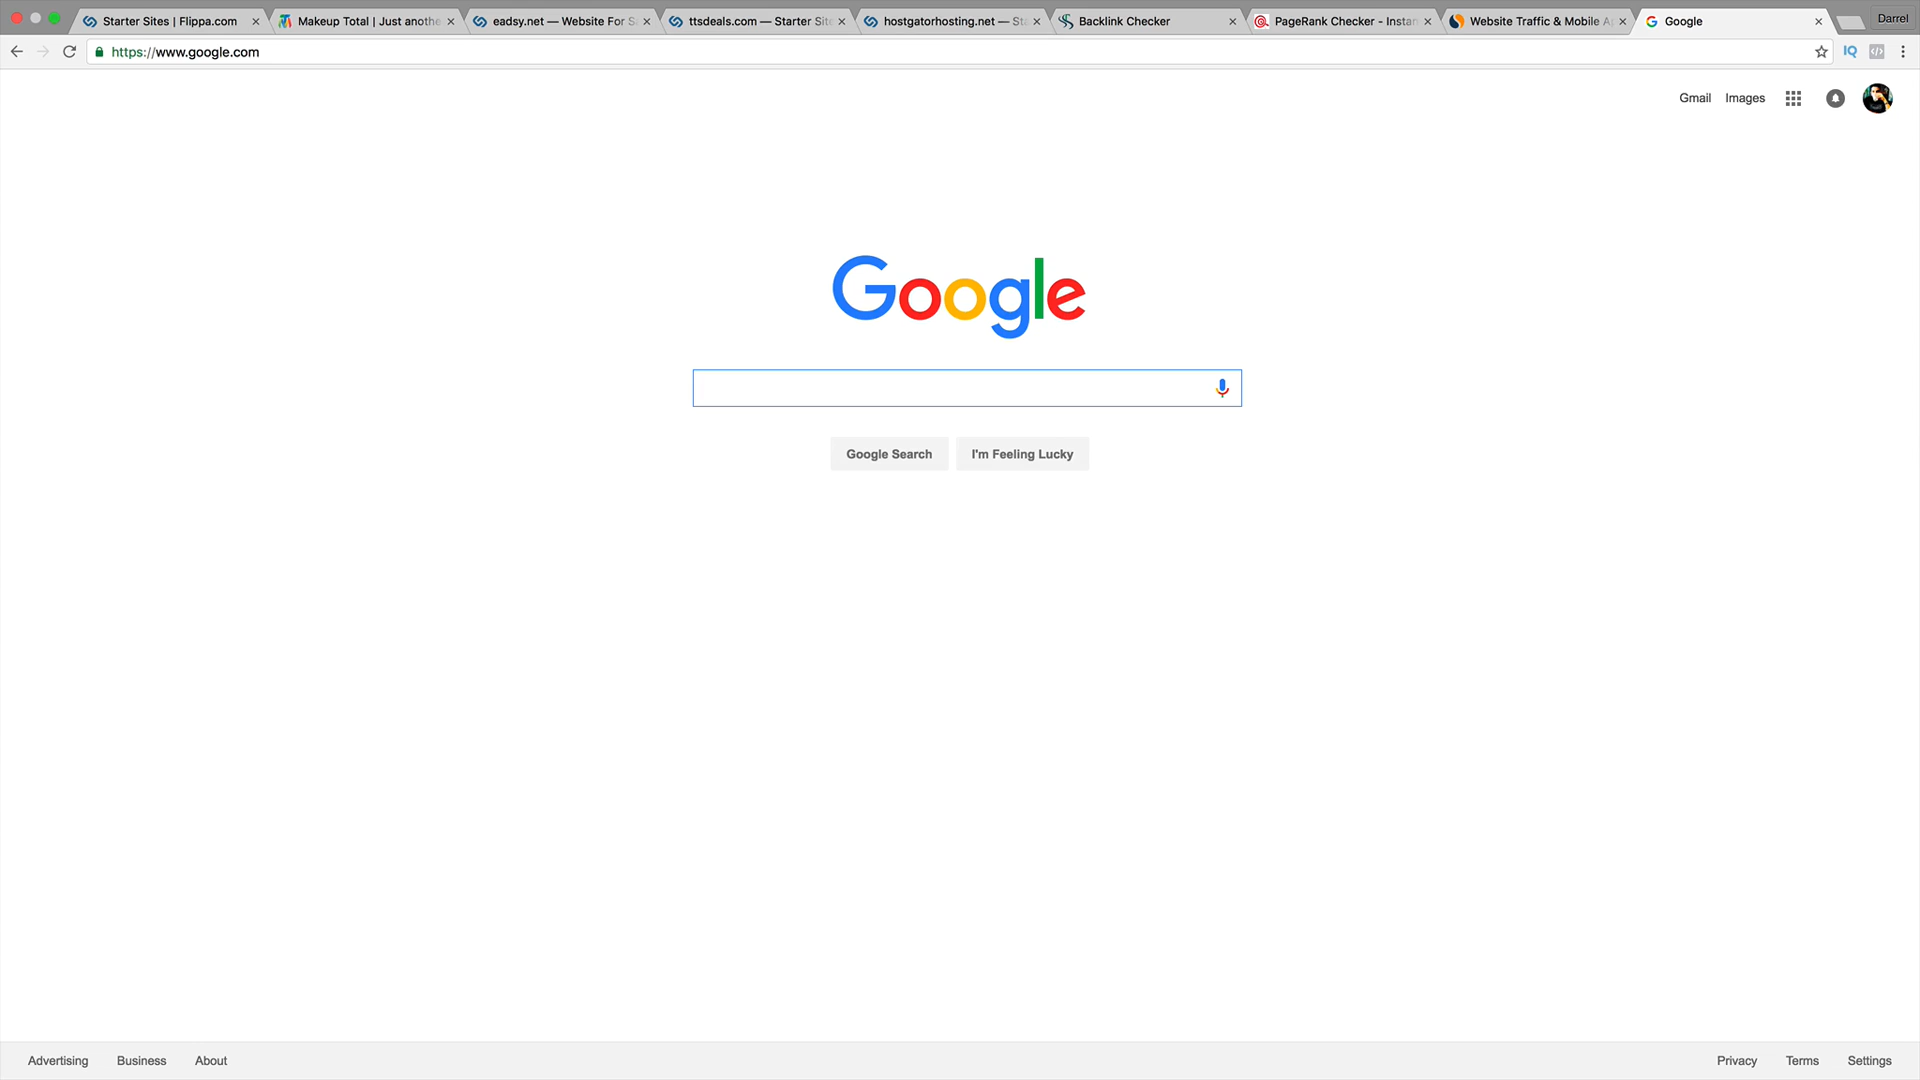 Starter Sites | Flippa.com
Makeup Total | Just anothe
eadsy.net — Website For S
ttsdeals.com — Starter Site
hostgatorhosting.net — Sta
Backlink Checker
PageRank Checker - Instan
Website Traffic & Mobile A
Google
Darrel
https://www.google.com
IQ
Gmail
Images
Google
Google Search
I'm Feeling Lucky
Advertising
Business
About
Privacy
Terms
Settings